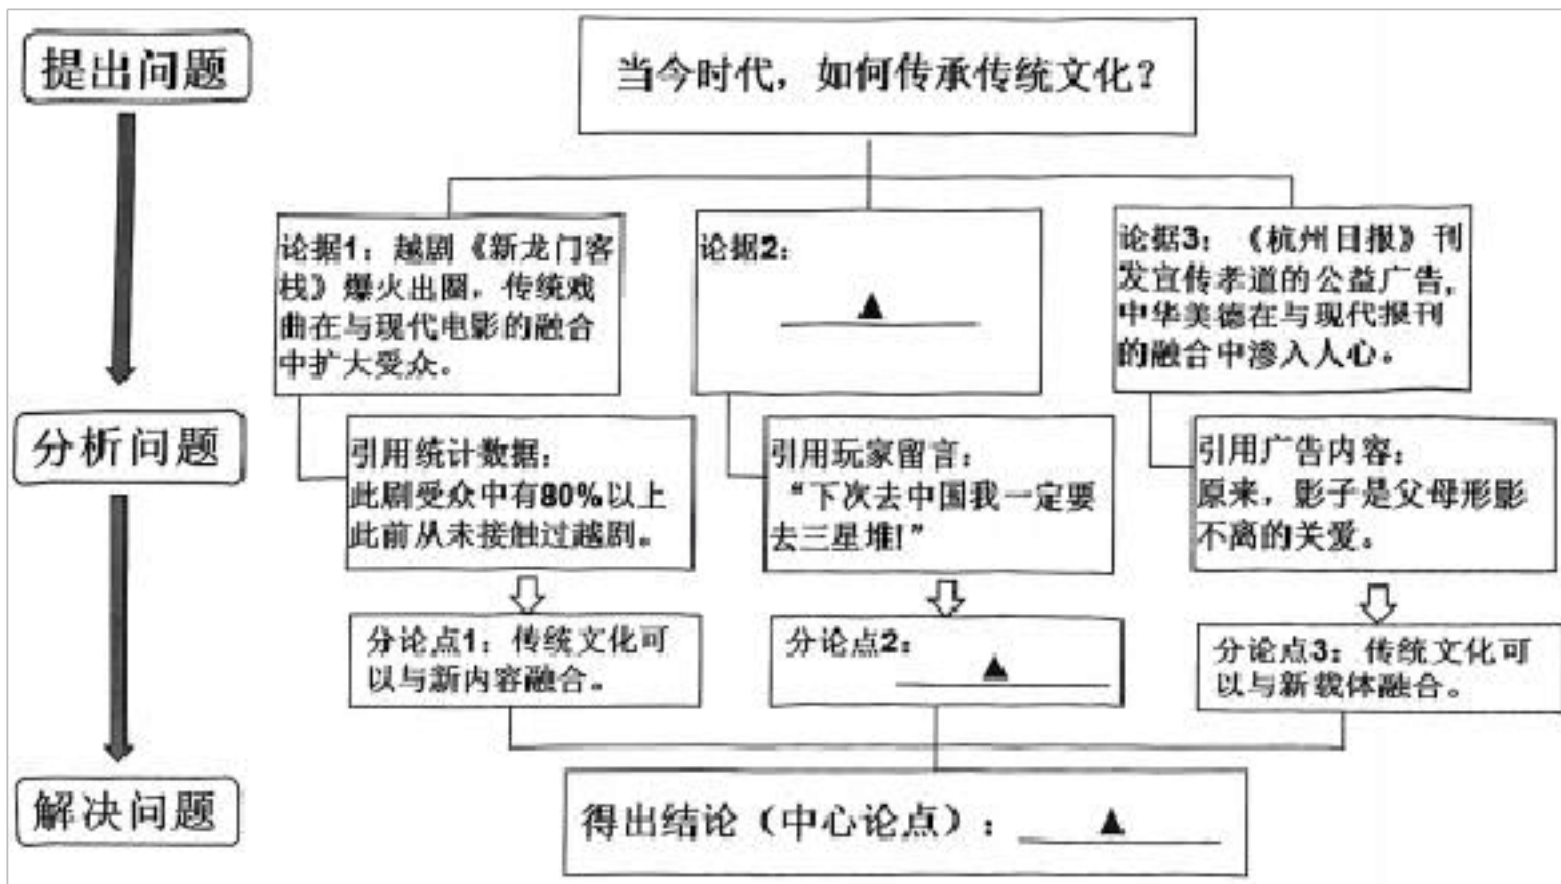 提出问题
当今时代，如何传承传统文化？
论据1：越剧《新龙门客
栈》爆火出圈，传统戏
曲在与现代电影的融合
中扩大受众。
论据2：
▲
论据3：《杭州日报》刊
发宣传孝道的公益广告，
中华美德在与现代报刊
的融合中渗入人心。
分析问题
引用统计数据：
此剧受众中有80%以上
此前从未接触过越剧。
引用玩家留言：
“下次去中国我一定要
去三星堆！”
引用广告内容：
原来，影子是父母形影
不离的关爱。
分论点1：传统文化可
以与新内容融合。
分论点2：
▲
分论点3：传统文化可
以与新载体融合。
解决问题
得出结论（中心论点）：▲